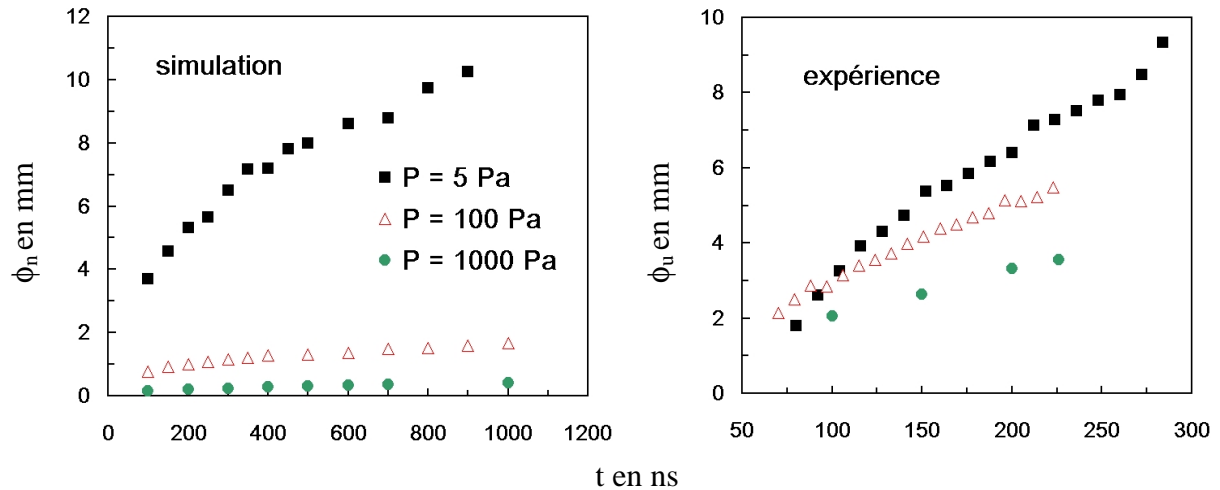 simulation
12
10
8
6
4
2
0
0 200 400 600 800 1000 1200
ϕn en mm
P = 5 Pa
P = 100 Pa
P = 1000 Pa
expérience
10
8
6
4
2
0
50 100 150 200 250 300
ϕu en mm
t en ns